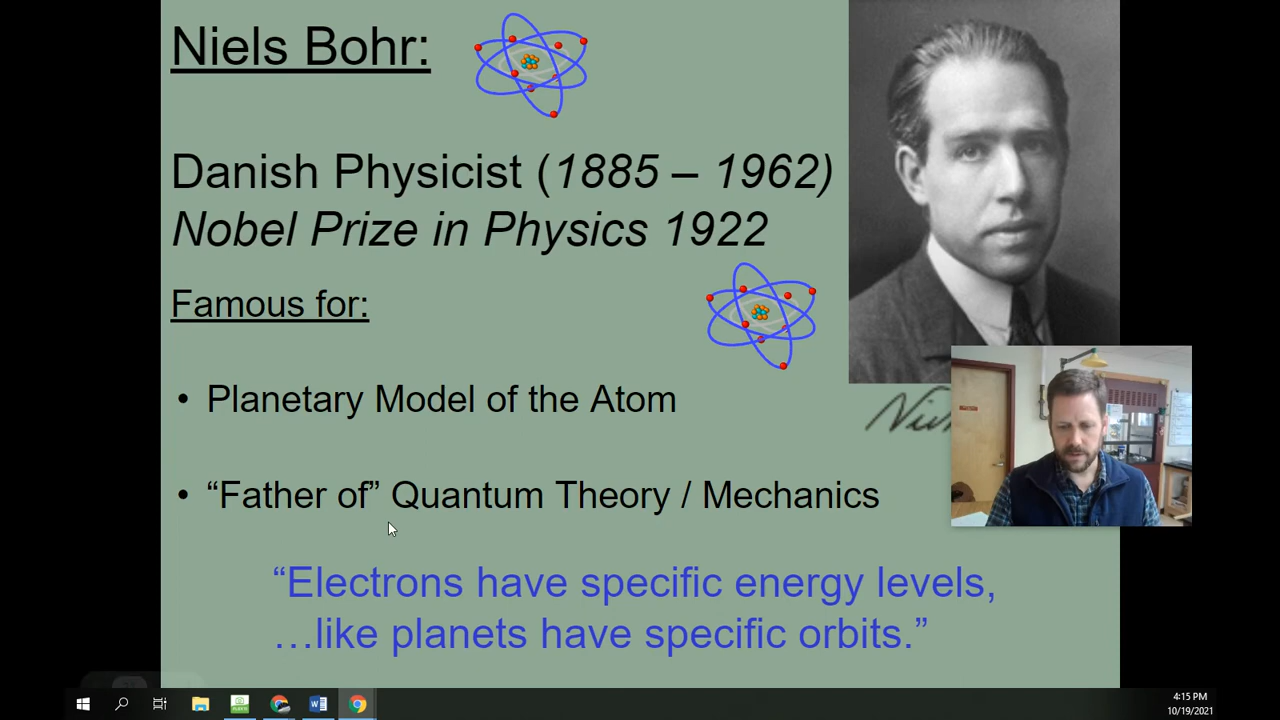 Niels Bohr:
Danish Physicist (1885 – 1962)
Nobel Prize in Physics 1922
Famous for:
• Planetary Model of the Atom
• “Father of” Quantum Theory / Mechanics
“Electrons have specific energy levels,
…like planets have specific orbits.”
4:15 PM
10/19/2021